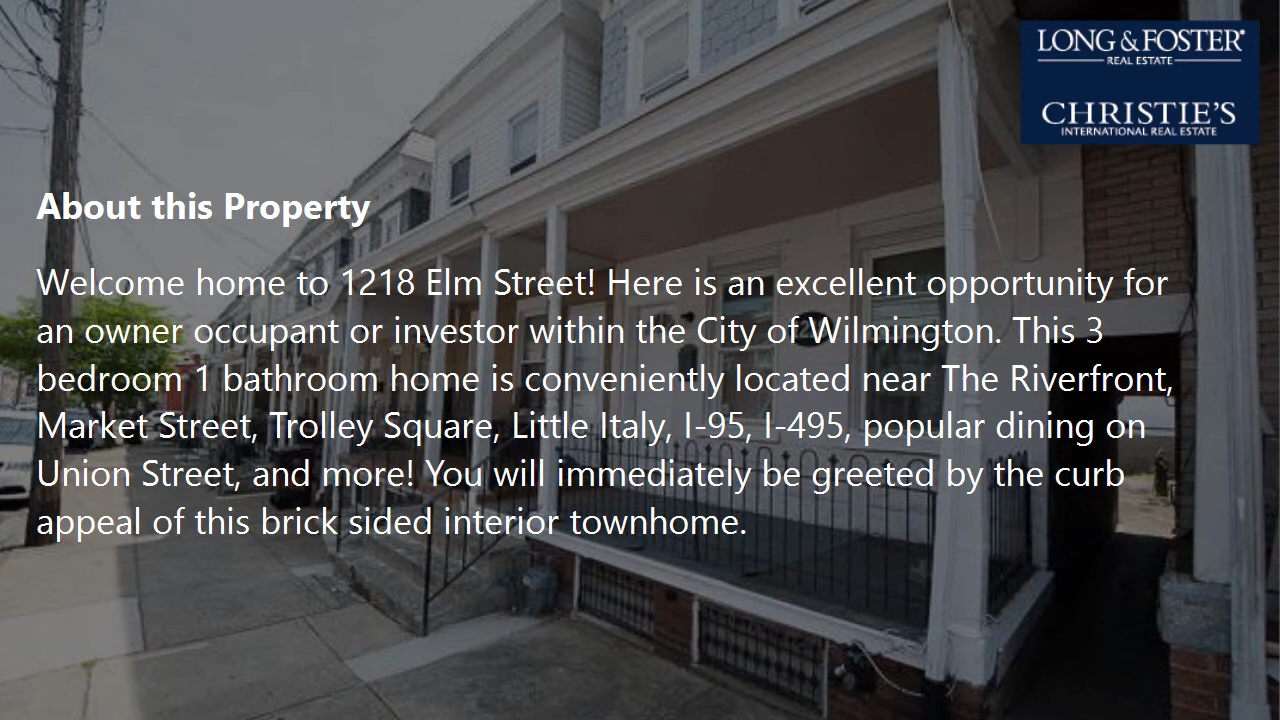 LONG & FOSTER®
REAL ESTATE
CHRISTIE'S
INTERNATIONAL REAL ESTATE
About this Property
Welcome home to 1218 Elm Street! Here is an excellent opportunity for
an owner occupant or investor within the City of Wilmington. This 3
bedroom 1 bathroom home is conveniently located near The Riverfront,
Market Street, Trolley Square, Little Italy, I-95, I-495, popular dining on
Union Street, and more! You will immediately be greeted by the curb
appeal of this brick sided interior townhome.